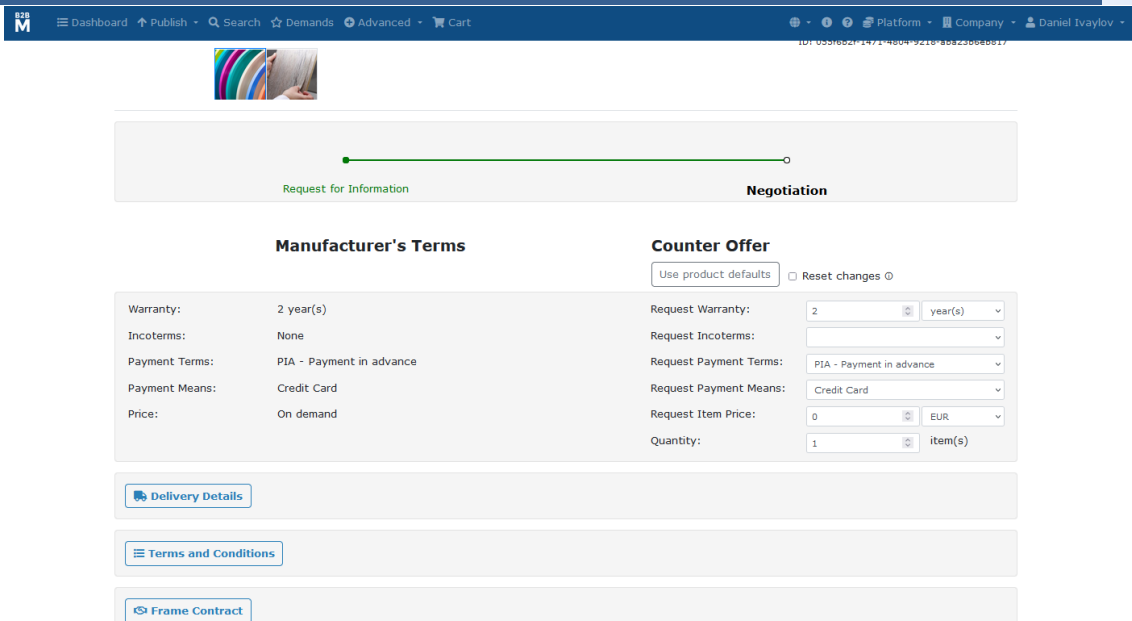 B2B
M Dashboard Publish Search Demands Advanced Cart Platform Company Daniel Ivaylov
Request for Information
Negotiation
Manufacturer's Terms
Counter Offer
Use product defaults
Reset changes
Warranty: 2 year(s) Request Warranty: 2 year(s)
Incoterms: None Request Incoterms:
Payment Terms: PIA - Payment in advance Request Payment Terms: PIA - Payment in advance
Payment Means: Credit Card Request Payment Means: Credit Card
Price: On demand Request Item Price: 0 EUR
Quantity: 1 item(s)
Delivery Details
Terms and Conditions
Frame Contract